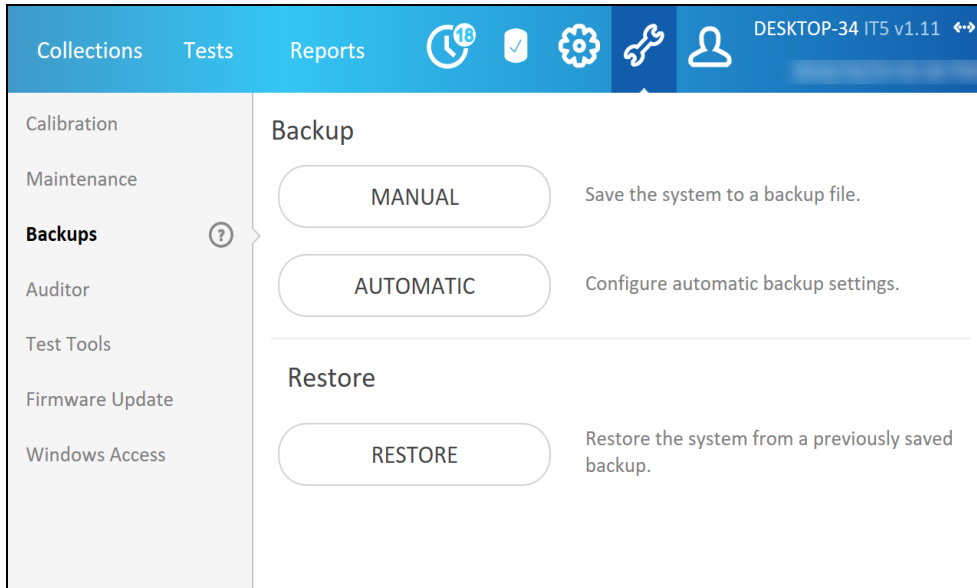 Collections Tests Reports 18 DESKTOP-34 IT5 v1.11
Calibration
Maintenance
Backups ?
Auditor
Test Tools
Firmware Update
Windows Access
Backup
MANUAL Save the system to a backup file.
AUTOMATIC Configure automatic backup settings.
Restore
RESTORE Restore the system from a previously saved
backup.